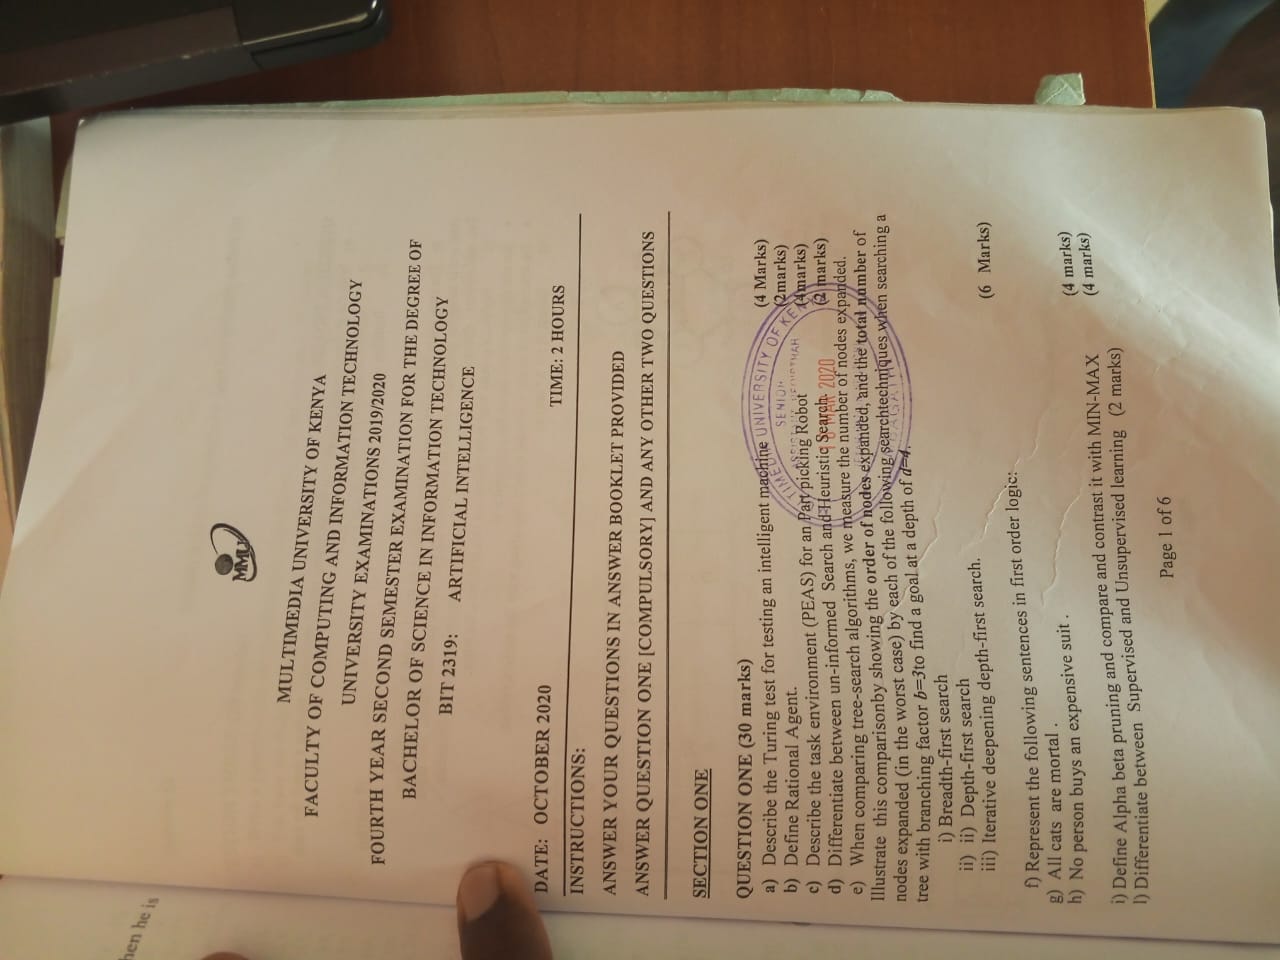 hen he is
MMU
MULTIMEDIA UNIVERSITY OF KENYA
FACULTY OF COMPUTING AND INFORMATION TECHNOLOGY
UNIVERSITY EXAMINATIONS 2019/2020
FOURTH YEAR SECOND SEMESTER EXAMINATION FOR THE DEGREE OF
BACHELOR OF SCIENCE IN INFORMATION TECHNOLOGY
BIT 2319: ARTIFICIAL INTELLIGENCE
DATE: OCTOBER 2020 TIME: 2 HOURS
INSTRUCTIONS:
ANSWER YOUR QUESTIONS IN ANSWER BOOKLET PROVIDED
ANSWER QUESTION ONE [COMPULSORY] AND ANY OTHER TWO QUESTIONS
SECTION ONE
QUESTION ONE (30 marks)
a) Describe the Turing test for testing an intelligent machine (4 Marks)
b) Define Rational Agent. (2marks)
c) Describe the task environment (PEAS) for an Part picking Robot (4marks)
d) Differentiate between un-informed Search and Heuristic Search. (2 marks)
e) When comparing tree-search algorithms, we measure the number of nodes expanded.
Illustrate this comparisonby showing the order of nodes expanded, and the total number of
nodes expanded (in the worst case) by each of the following searchtechniques when searching a
tree with branching factor b=3to find a goal at a depth of d=4.
i) Breadth-first search
ii) ii) Depth-first search
iii) Iterative deepening depth-first search. (6 Marks)
f) Represent the following sentences in first order logic:
g) All cats are mortal .
h) No person buys an expensive suit . (4 marks)
i) Define Alpha beta pruning and compare and contrast it with MIN-MAX (4 marks)
l) Differentiate between Supervised and Unsupervised learning (2 marks)
Page 1 of 6
UNIVERSITY OF
SENIOR
MAR 2020